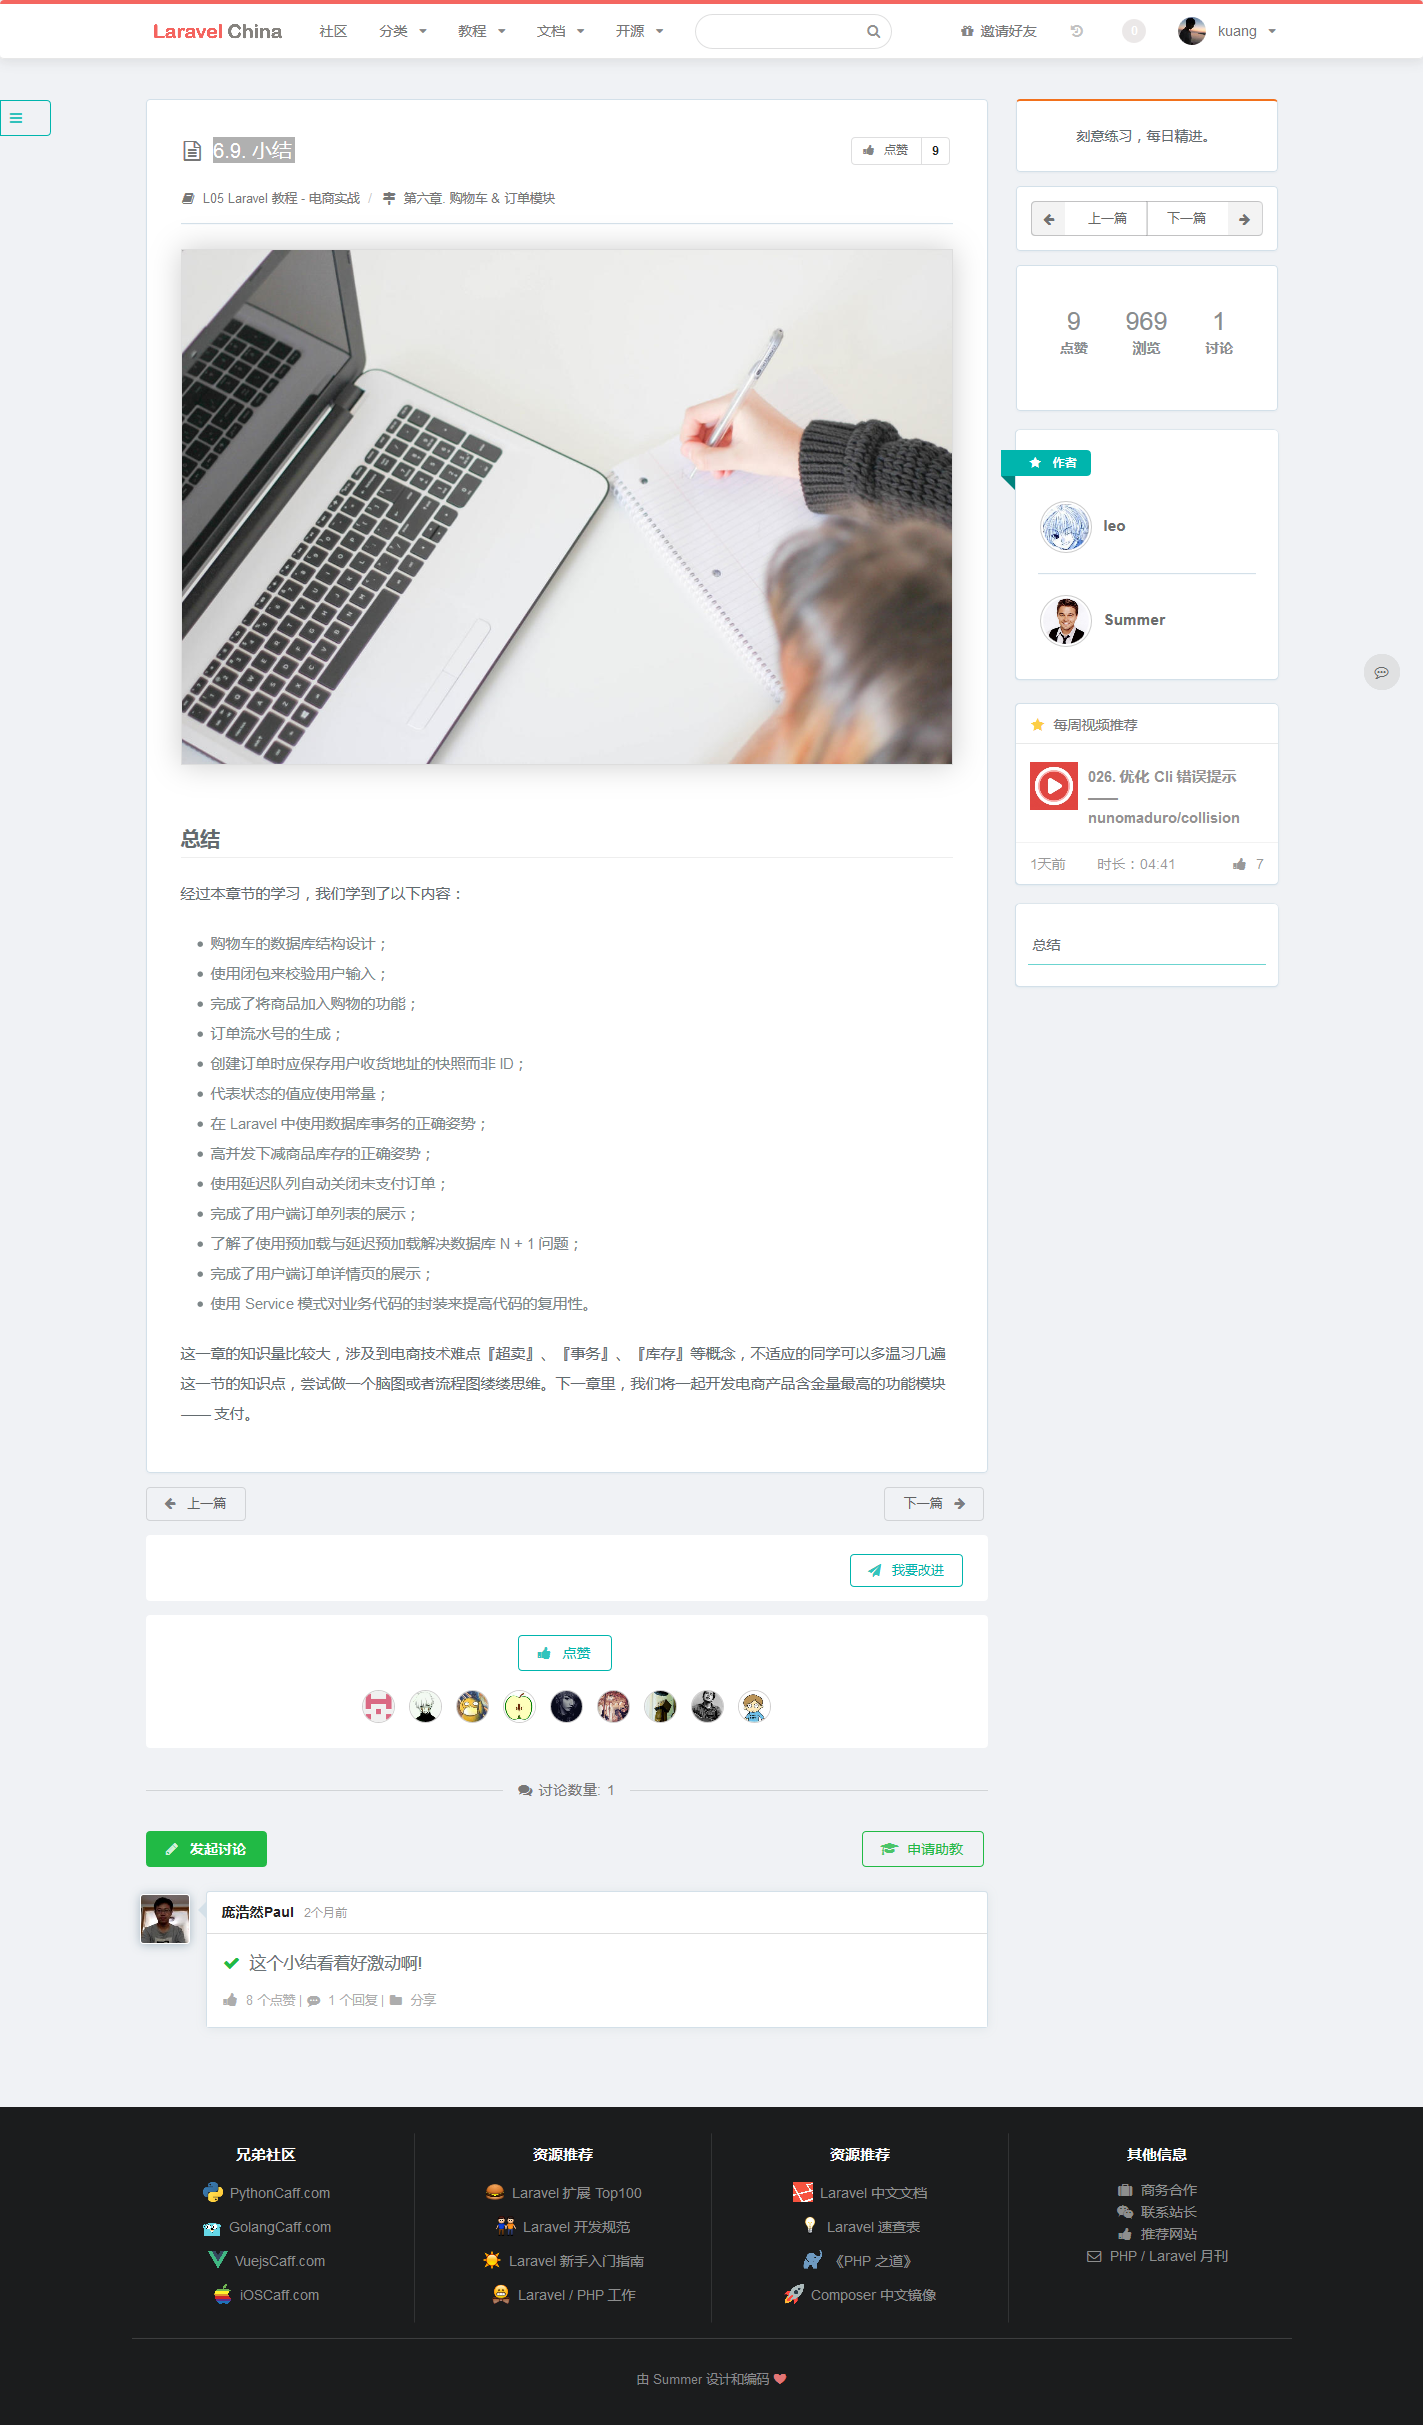 Laravel China 社区 分类 教程 文档 开源 邀请好友 0 kuang
6.9. 小结
点赞 9
L05 Laravel 教程 - 电商实战 / 第六章. 购物车 & 订单模块
总结
经过本章节的学习，我们学到了以下内容：
购物车的数据库结构设计；
使用闭包来校验用户输入；
完成了将商品加入购物的功能；
订单流水号的生成；
创建订单时应保存用户收货地址的快照而非 ID；
代表状态的值应使用常量；
在 Laravel 中使用数据库事务的正确姿势；
高并发下减商品库存的正确姿势；
使用延迟队列自动关闭未支付订单；
完成了用户端订单列表的展示；
了解了使用预加载与延迟预加载解决数据库 N + 1 问题；
完成了用户端订单详情页的展示；
使用 Service 模式对业务代码的封装来提高代码的复用性。
这一章的知识量比较大，涉及到电商技术难点『超卖』、『事务』、『库存』等概念，不适应的同学可以多温习几遍
这一节的知识点，尝试做一个脑图或者流程图缕缕思维。下一章里，我们将一起开发电商产品含金量最高的功能模块
—— 支付。
上一篇 下一篇
我要改进
点赞
讨论数量: 1
发起讨论 申请助教
庞浩然Paul 2个月前
这个小结看着好激动啊!
8 个点赞 | 1 个回复 | 分享
刻意练习，每日精进。
上一篇 下一篇
9 969 1
点赞 浏览 讨论
作者
leo
Summer
每周视频推荐
026. 优化 Cli 错误提示
——
nunomaduro/collision
1天前 时长：04:41 7
总结
兄弟社区
PythonCaff.com
GolangCaff.com
VuejsCaff.com
iOSCaff.com
资源推荐
Laravel 扩展 Top100
Laravel 开发规范
Laravel 新手入门指南
Laravel / PHP 工作
资源推荐
Laravel 中文文档
Laravel 速查表
《PHP 之道》
Composer 中文镜像
其他信息
商务合作
联系站长
推荐网站
PHP / Laravel 月刊
由 Summer 设计和编码